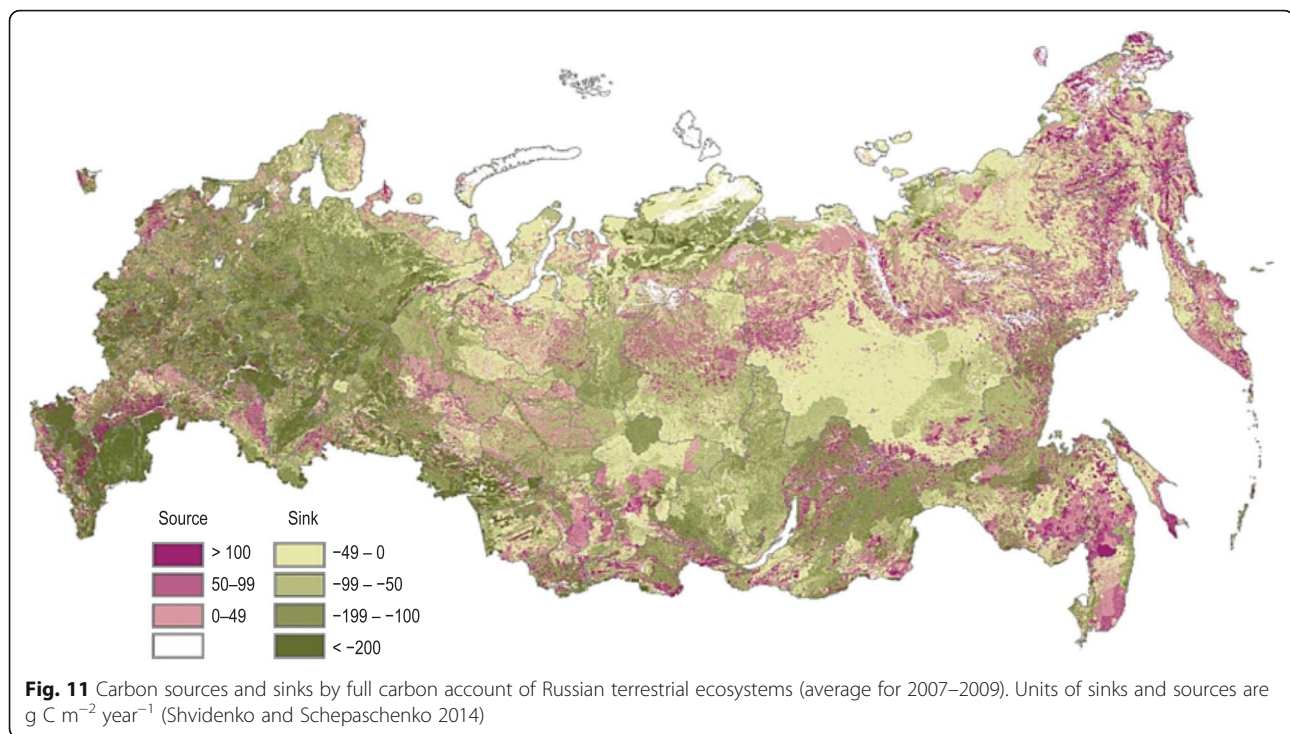 Source Sink
> 100 −49 – 0
50–99 −99 – −50
0–49 −199 – −100
< −200
Fig. 11 Carbon sources and sinks by full carbon account of Russian terrestrial ecosystems (average for 2007–2009). Units of sinks and sources are
g C m⁻² year⁻¹ (Shvidenko and Schepaschenko 2014)